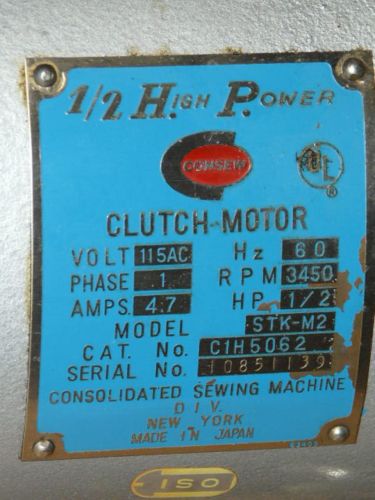 1/2 HIGH POWER
CONSEW
UL
®
CLUTCH-MOTOR
VOLT 115AC Hz 60
PHASE 1 RPM 3450
AMPS. 4.7 HP 1/2
MODEL STK-M2
CAT. No. C1H5062
SERIAL No. 10851139
CONSOLIDATED SEWING MACHINE
DIV.
NEW YORK
MADE IN JAPAN
ISO